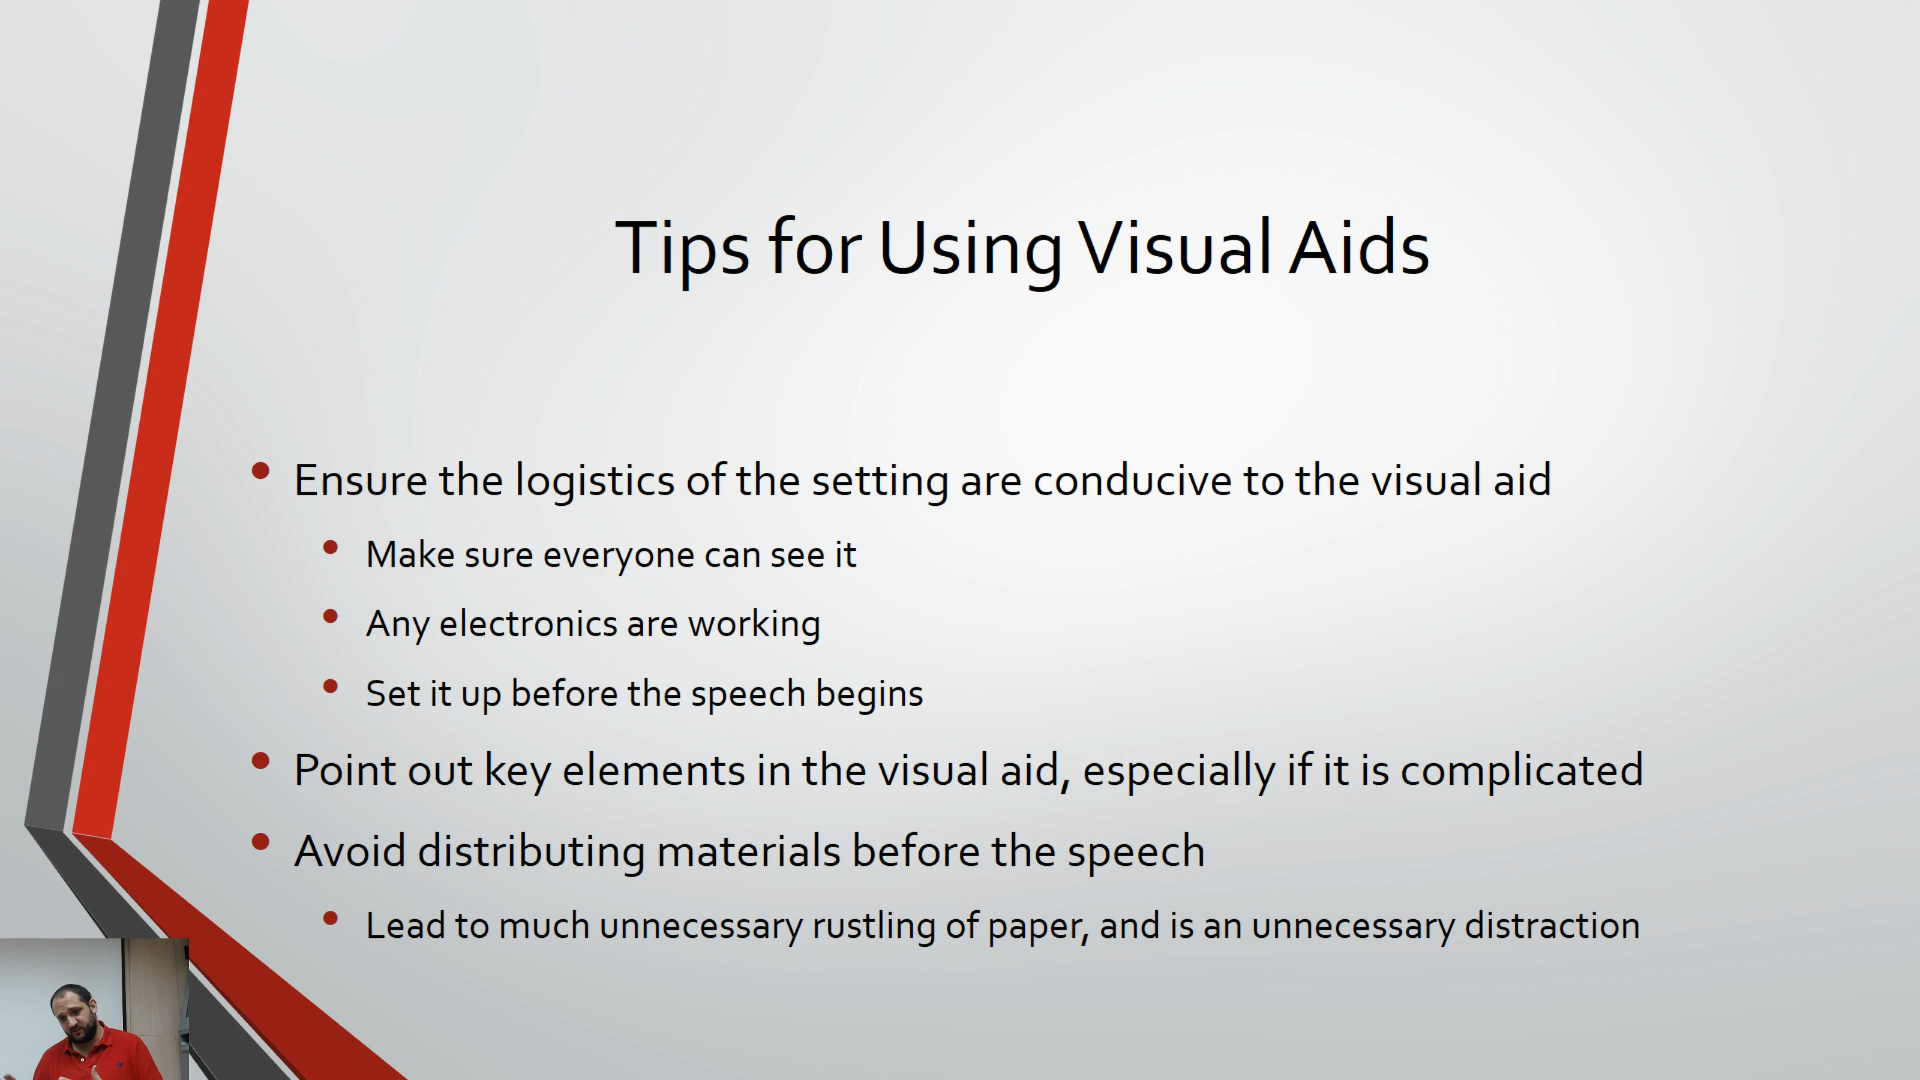 Tips for Using Visual Aids
Ensure the logistics of the setting are conducive to the visual aid
Make sure everyone can see it
Any electronics are working
Set it up before the speech begins
Point out key elements in the visual aid, especially if it is complicated
Avoid distributing materials before the speech
Lead to much unnecessary rustling of paper, and is an unnecessary distraction